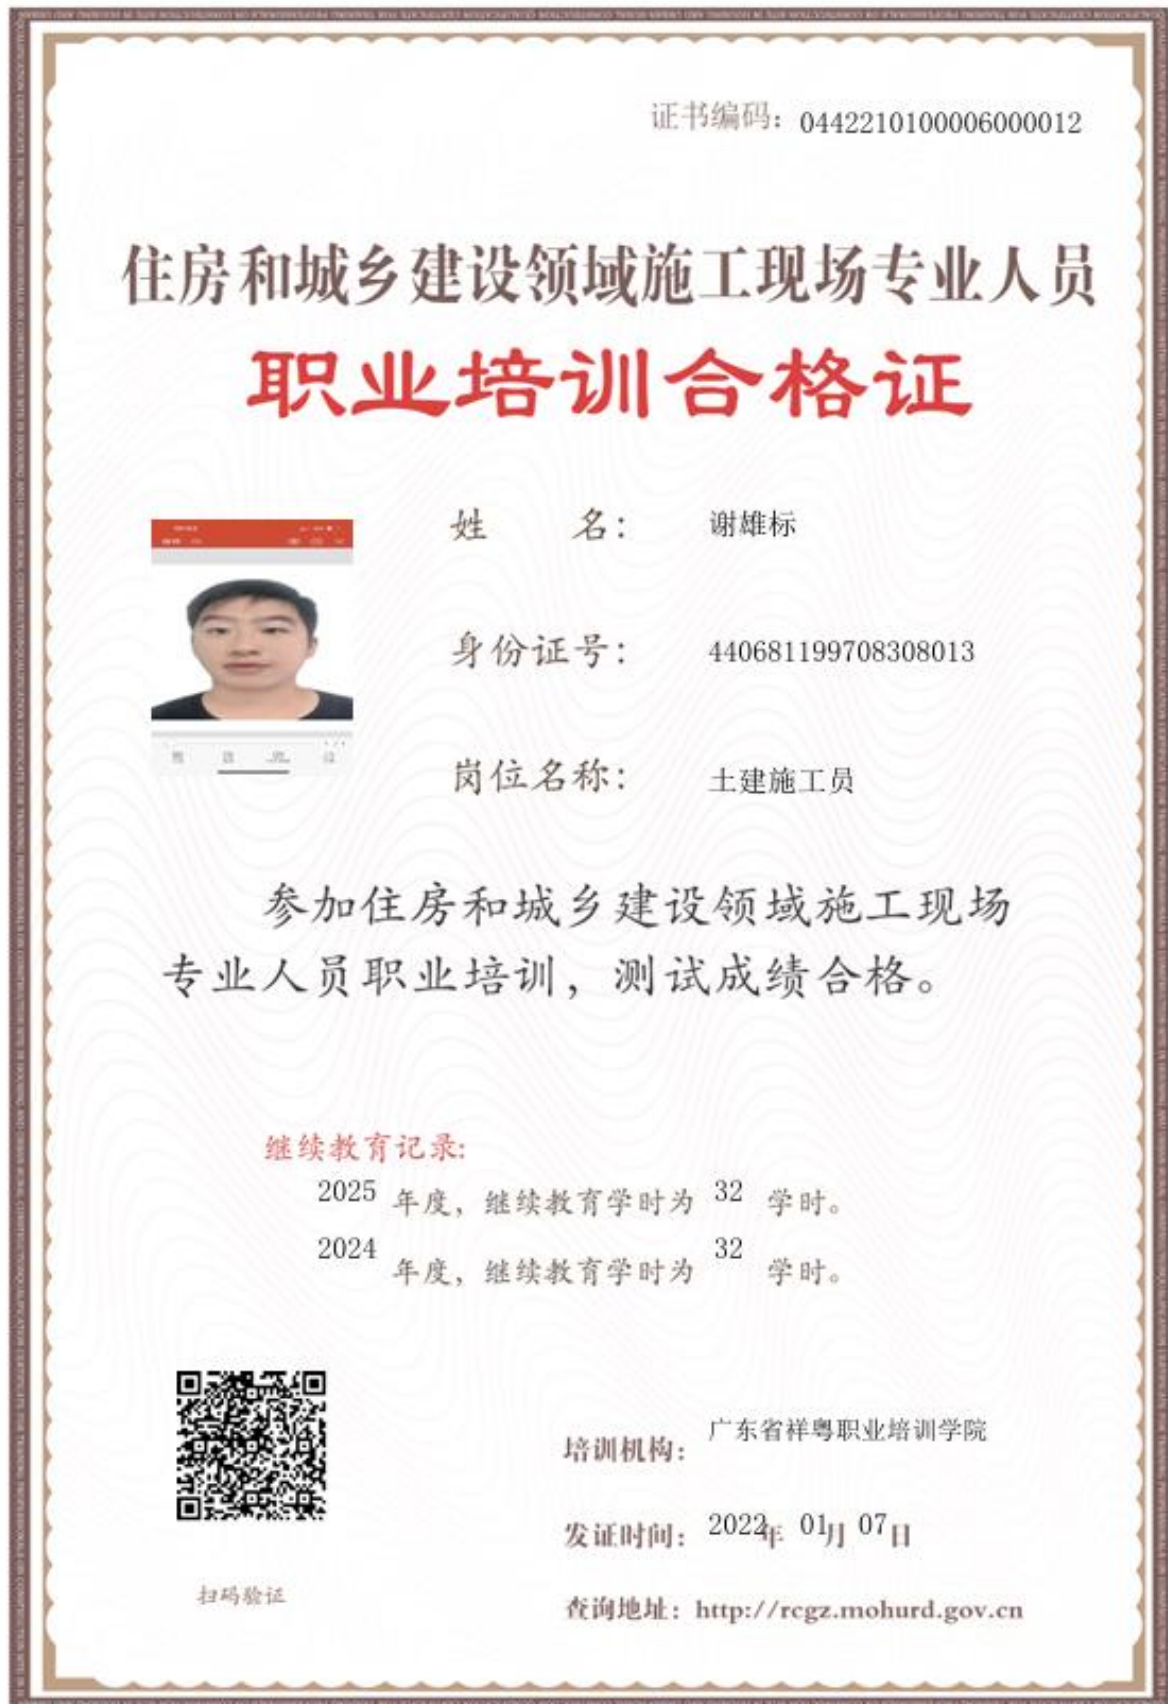 证书编码：0442210100006000012
住房和城乡建设领域施工现场专业人员
职业培训合格证
姓 名： 谢雄标
身份证号： 440681199708308013
岗位名称： 土建施工员
参加住房和城乡建设领域施工现场
专业人员职业培训，测试成绩合格。
继续教育记录:
2025 年度，继续教育学时为 32 学时。
2024 年度，继续教育学时为 32 学时。
培训机构： 广东省祥粤职业培训学院
发证时间： 2022年 01月 07日
扫码验证
查询地址：http://rcgz.mohurd.gov.cn